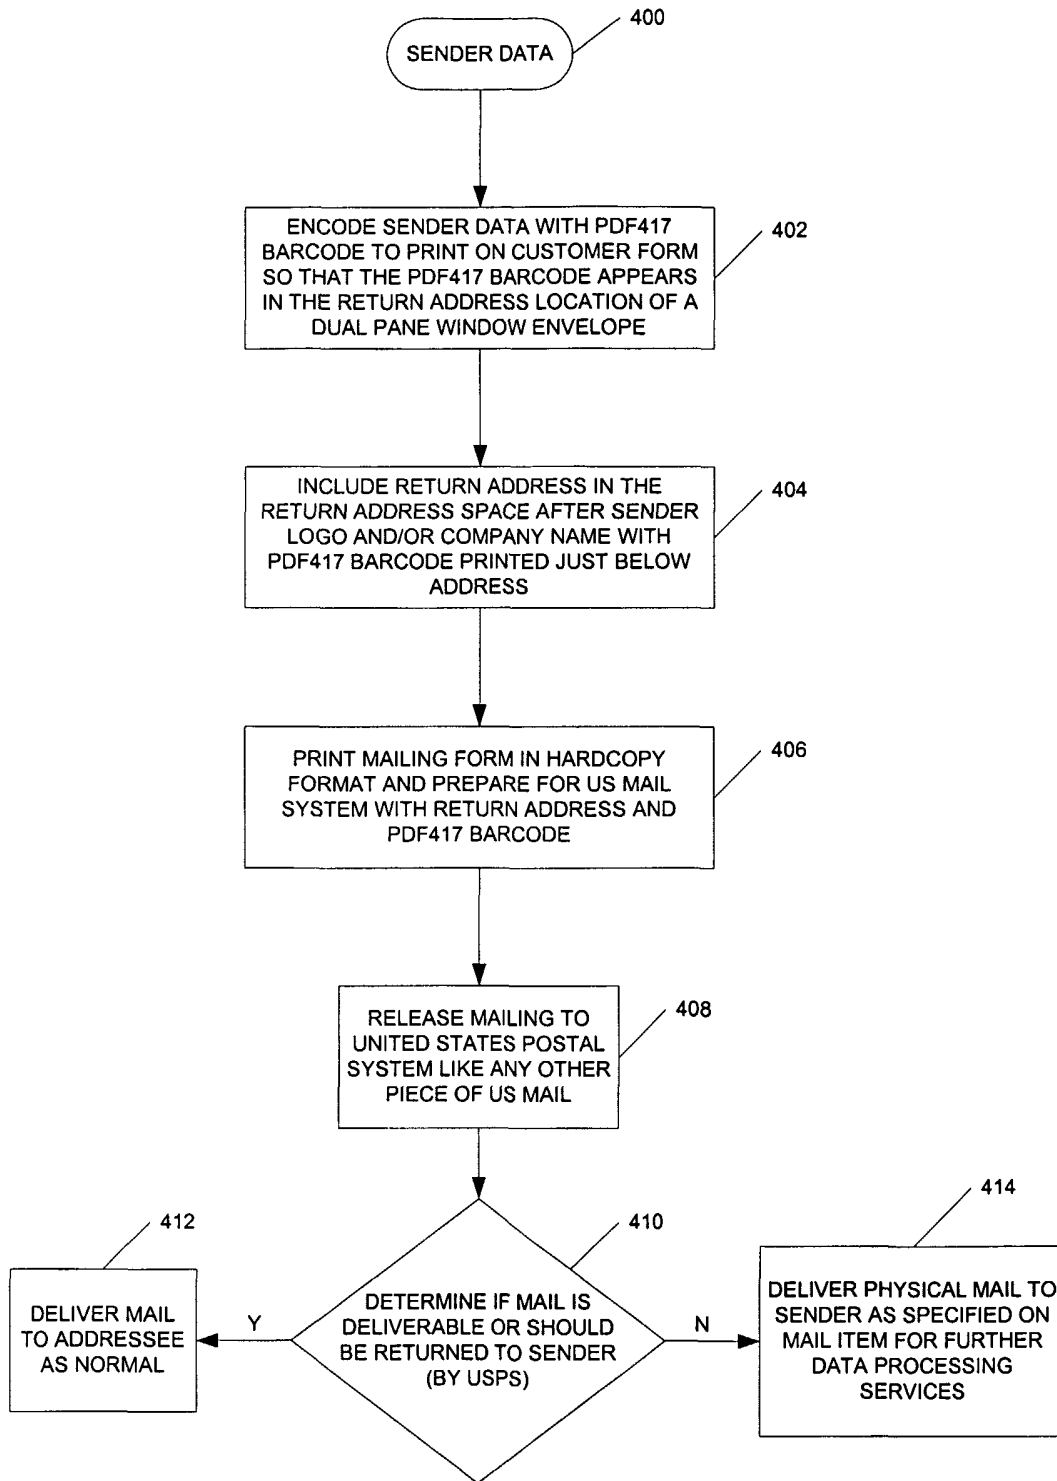 400
SENDER DATA
402
ENCODE SENDER DATA WITH PDF417
BARCODE TO PRINT ON CUSTOMER FORM
SO THAT THE PDF417 BARCODE APPEARS
IN THE RETURN ADDRESS LOCATION OF A
DUAL PANE WINDOW ENVELOPE
404
INCLUDE RETURN ADDRESS IN THE
RETURN ADDRESS SPACE AFTER SENDER
LOGO AND/OR COMPANY NAME WITH
PDF417 BARCODE PRINTED JUST BELOW
ADDRESS
406
PRINT MAILING FORM IN HARDCOPY
FORMAT AND PREPARE FOR US MAIL
SYSTEM WITH RETURN ADDRESS AND
PDF417 BARCODE
408
RELEASE MAILING TO
UNITED STATES POSTAL
SYSTEM LIKE ANY OTHER
PIECE OF US MAIL
412
DELIVER MAIL
TO ADDRESSEE
AS NORMAL
Y
410
DETERMINE IF MAIL IS
DELIVERABLE OR SHOULD
BE RETURNED TO SENDER
(BY USPS)
N
414
DELIVER PHYSICAL MAIL TO
SENDER AS SPECIFIED ON
MAIL ITEM FOR FURTHER
DATA PROCESSING
SERVICES